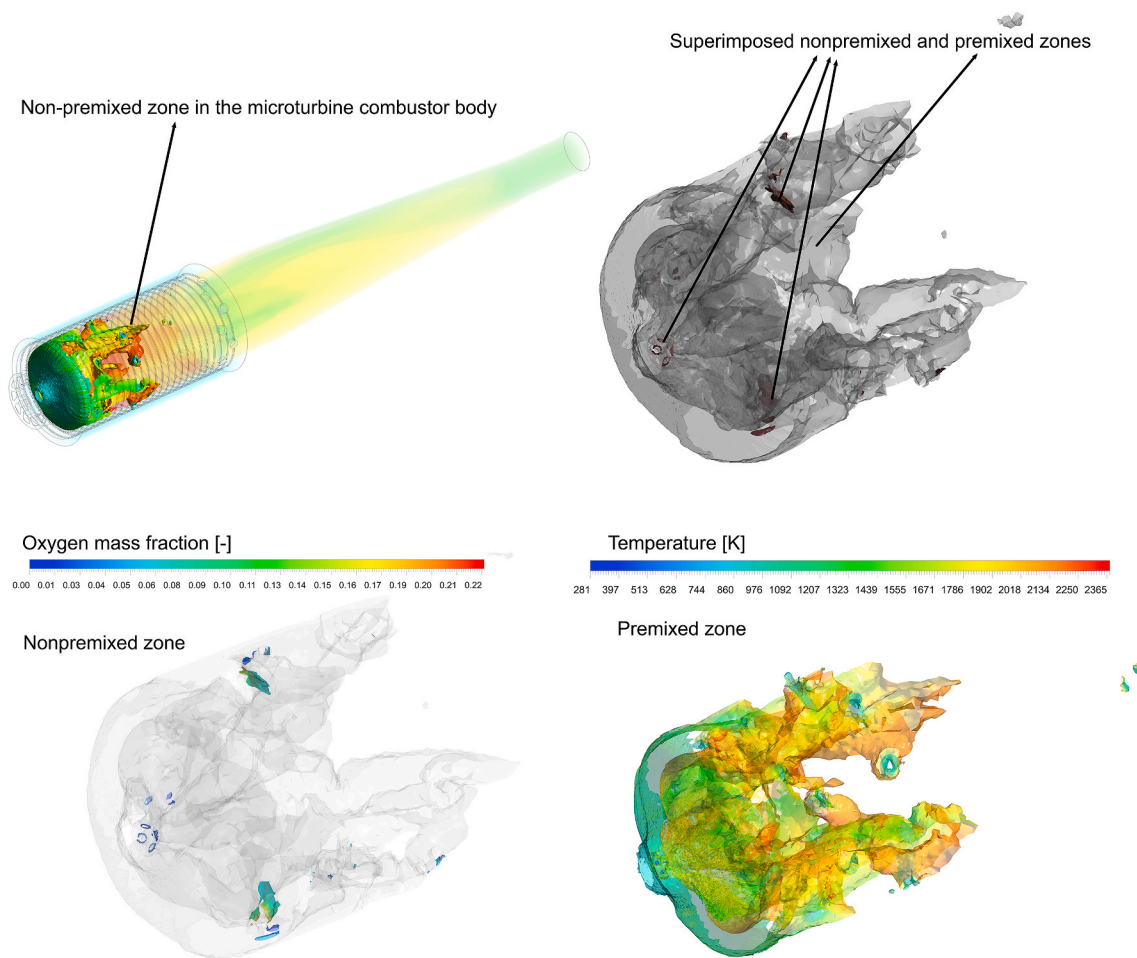 Superimposed nonpremixed and premixed zones
Non-premixed zone in the microturbine combustor body
Oxygen mass fraction [-]
0.00 0.01 0.03 0.04 0.06 0.07 0.08 0.09 0.10 0.11 0.13 0.14 0.15 0.16 0.17 0.19 0.20 0.22
Temperature [K]
281 397 513 628 744 860 976 1092 1207 1323 1439 1555 1671 1786 1902 2018 2134 2250 2365
Nonpremixed zone
Premixed zone